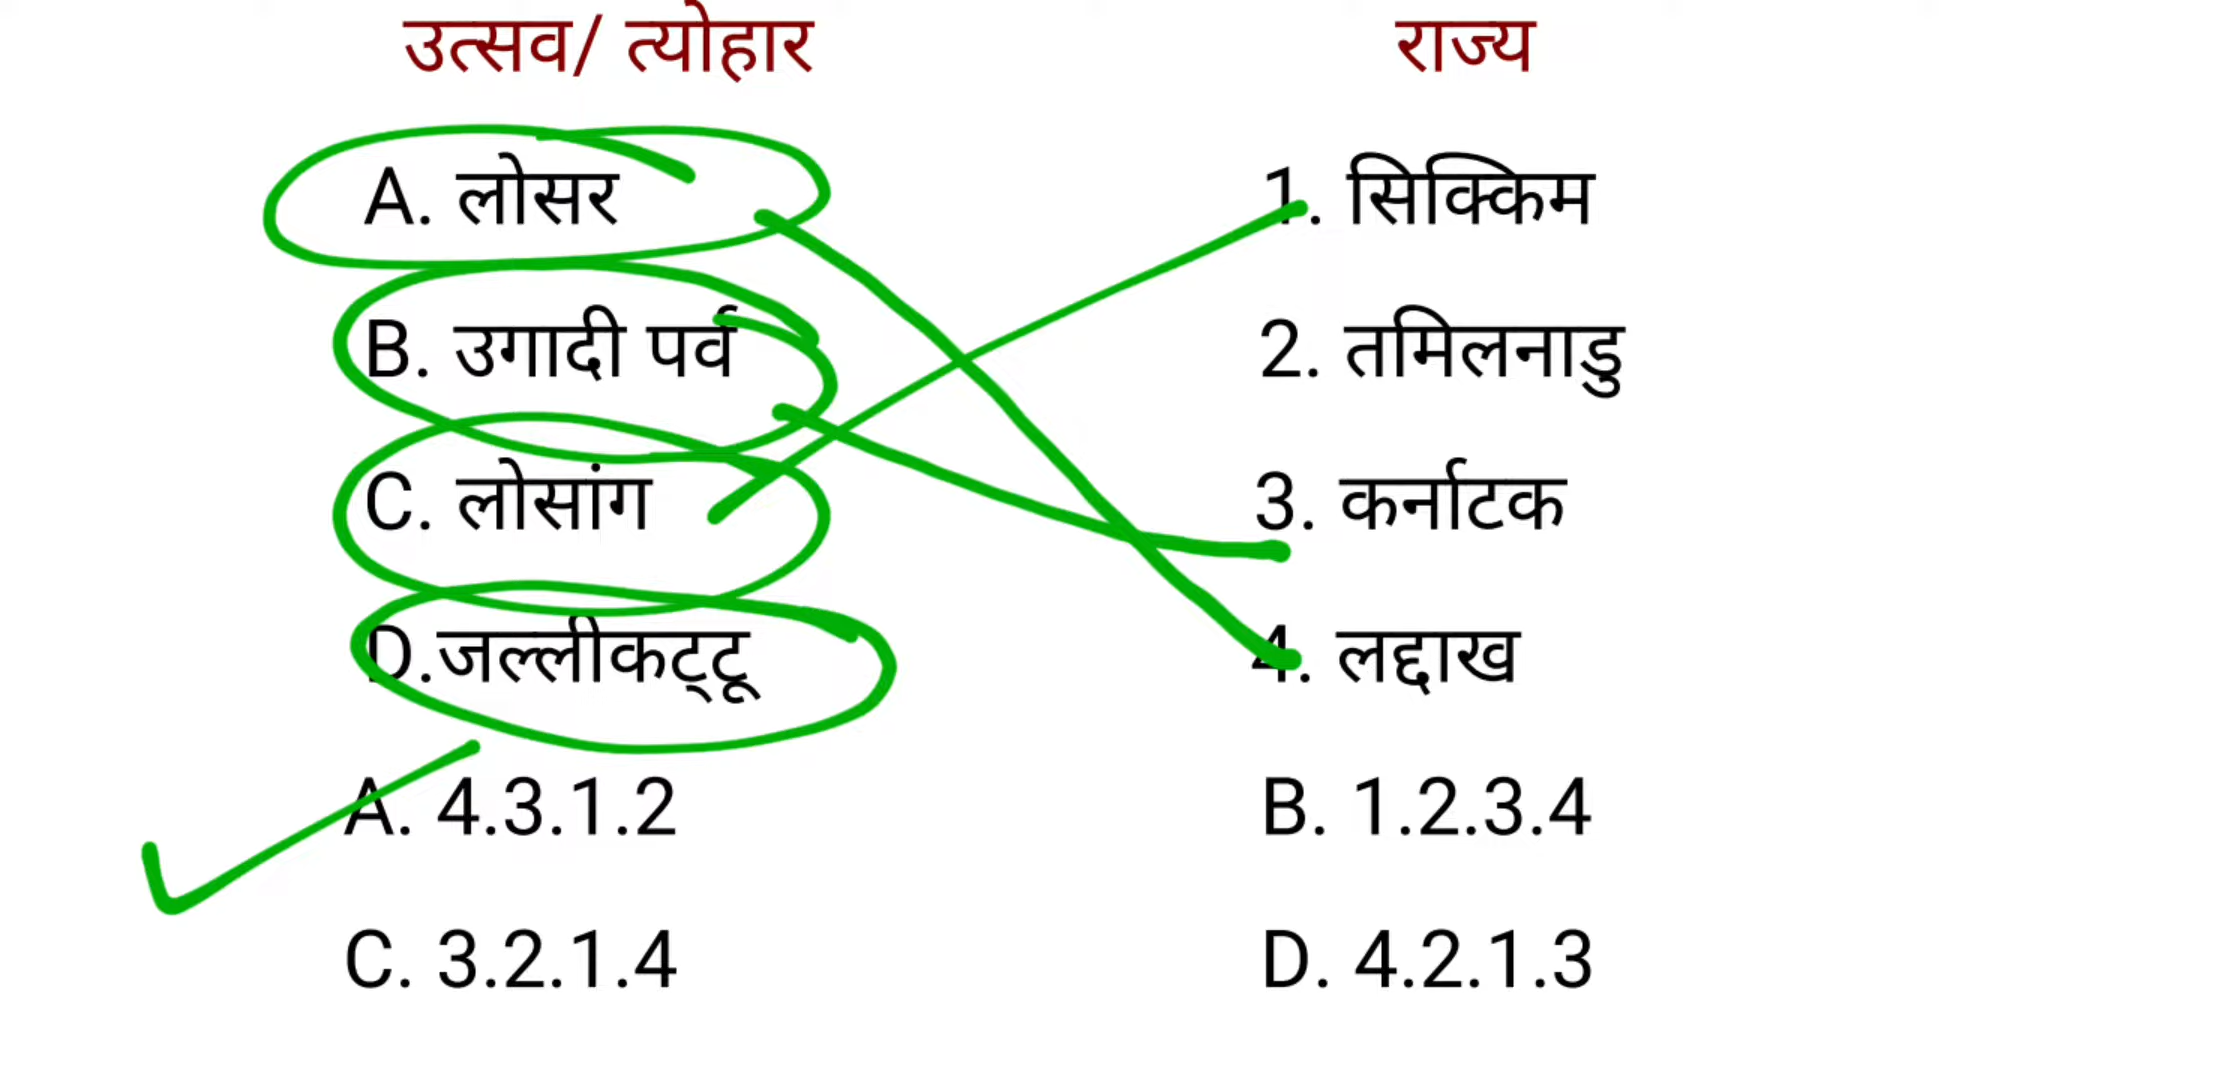 उत्सव/ त्योहार राज्य
A. लोसर 1. सिक्किम
B. उगादी पर्व 2. तमिलनाडु
C. लोसांग 3. कर्नाटक
D.जल्लीकट्टू 4. लद्दाख
A. 4.3.1.2 B. 1.2.3.4
C. 3.2.1.4 D. 4.2.1.3